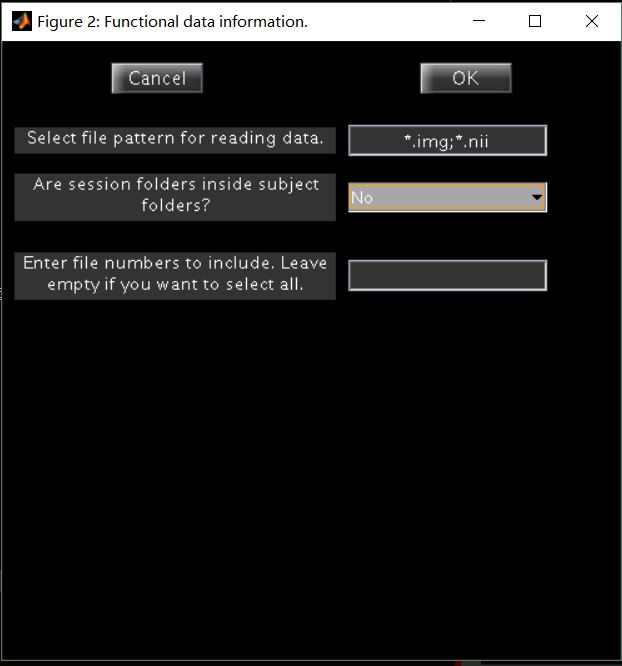 Figure 2: Functional data information.
Cancel
OK
Select file pattern for reading data.
*.img;*.nii
Are session folders inside subject
folders?
No
Enter file numbers to include. Leave
empty if you want to select all.